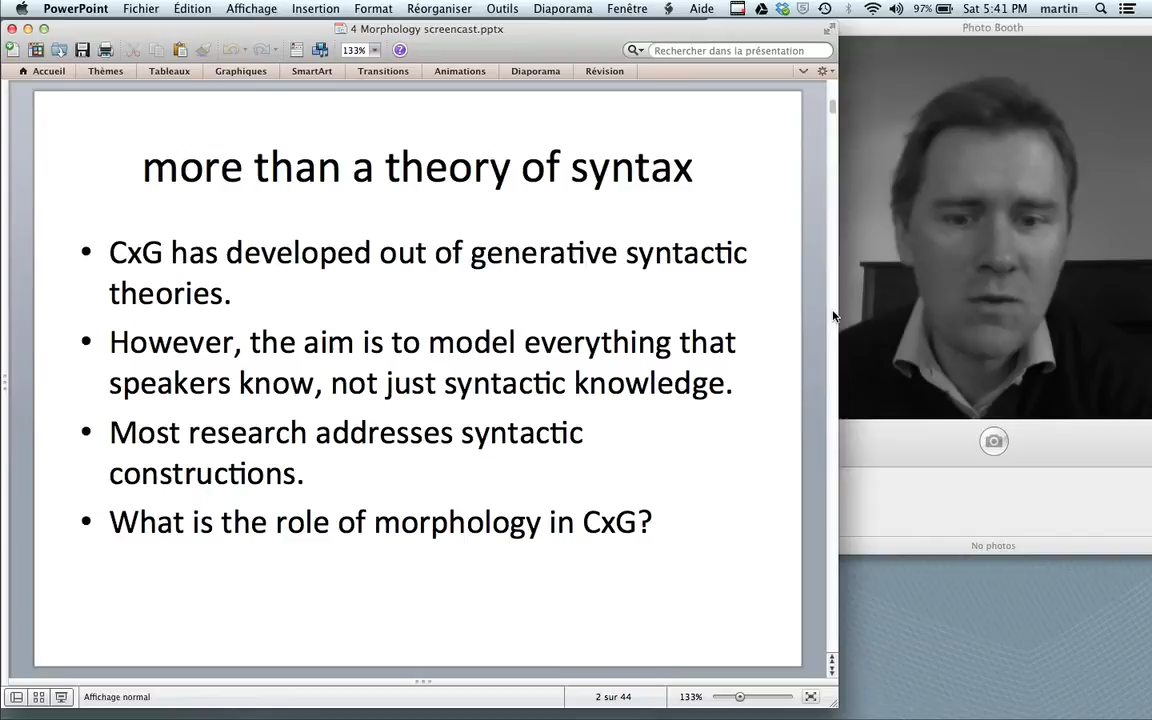 PowerPoint Fichier Édition Affichage Insertion Format Réorganiser Outils Diaporama Fenêtre Aide 97% Sat 5:41 PM martin
4 Morphology screencast.pptx
Photo Booth
133% Rechercher dans la présentation
Accueil Thèmes Tableaux Graphiques SmartArt Transitions Animations Diaporama Révision
more than a theory of syntax
• CxG has developed out of generative syntactic
theories.
• However, the aim is to model everything that
speakers know, not just syntactic knowledge.
• Most research addresses syntactic
constructions.
• What is the role of morphology in CxG?
No photos
Affichage normal 2 sur 44 133%